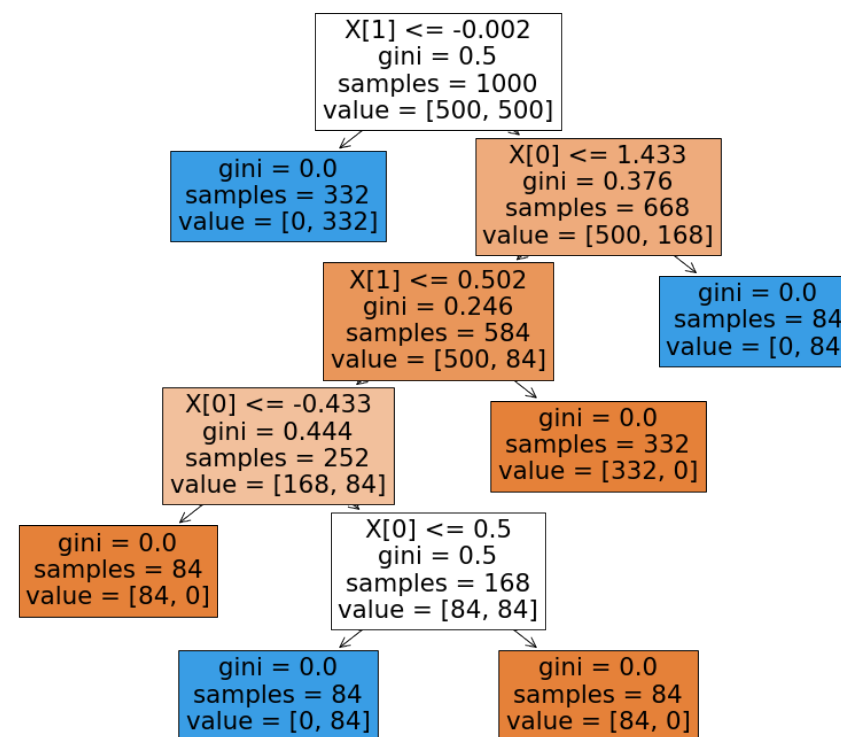 X[1] <= -0.002
gini = 0.5
samples = 1000
value = [500, 500]
gini = 0.0
samples = 332
value = [0, 332]
X[0] <= 1.433
gini = 0.376
samples = 668
value = [500, 168]
X[1] <= 0.502
gini = 0.246
samples = 584
value = [500, 84]
gini = 0.0
samples = 84
value = [0, 84
X[0] <= -0.433
gini = 0.444
samples = 252
value = [168, 84]
gini = 0.0
samples = 332
value = [332, 0]
gini = 0.0
samples = 84
value = [84, 0]
X[0] <= 0.5
gini = 0.5
samples = 168
value = [84, 84]
gini = 0.0
samples = 84
value = [0, 84]
gini = 0.0
samples = 84
value = [84, 0]